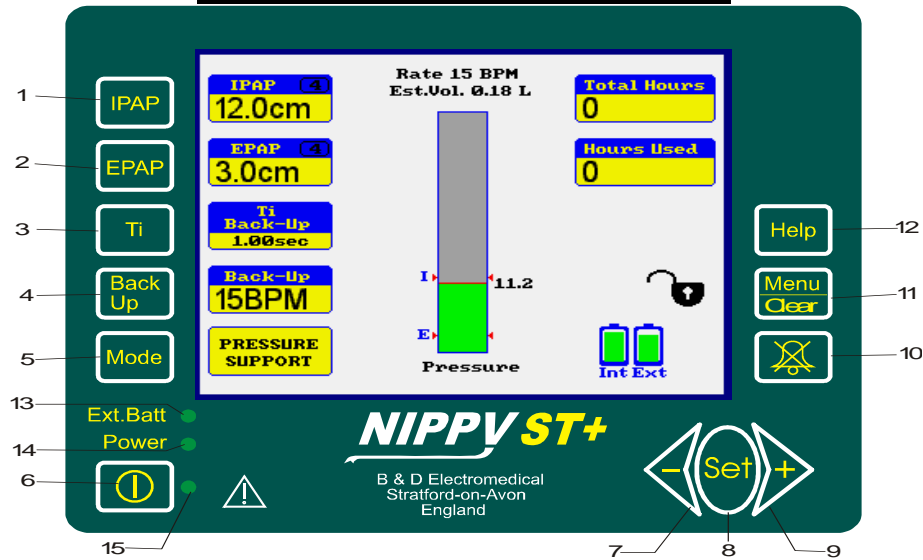 Rate 15 BPM
Est.Vol. 0.18 L
1
IPAP
IPAP 4
12.0cm
Total Hours
0
2
EPAP
EPAP 4
3.0cm
Hours Used
0
3
Ti
Ti
Back-Up
1.00sec
Help
12
4
Back
Up
Back-Up
15BPM
I
11.2
Menu
Clear
11
5
Mode
PRESSURE
SUPPORT
E
Pressure
Int Ext
10
13
Ext.Batt
14
Power
6
15
NIPPY ST+
B & D Electromedical
Stratford-on-Avon
England
- Set +
7
8
9